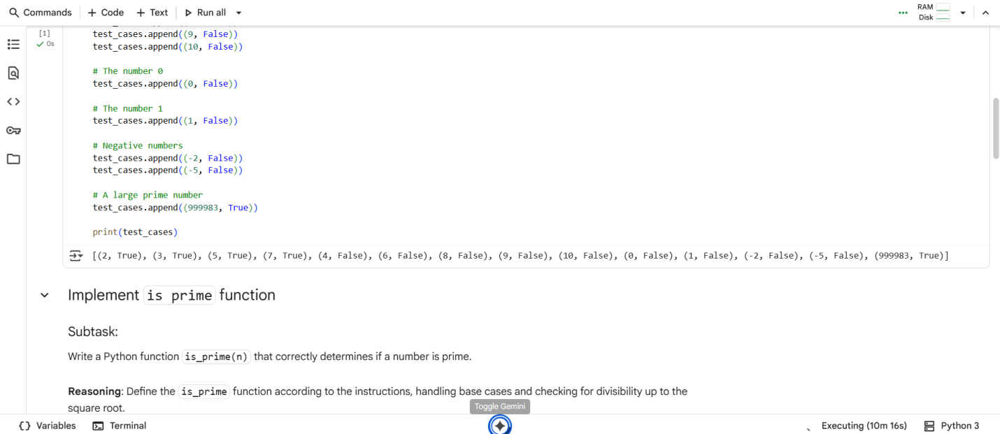 Commands + Code + Text Run all
RAM
Disk
[1]
0s
test_cases.append((9, False))
test_cases.append((10, False))
# The number 0
test_cases.append((0, False))
# The number 1
test_cases.append((1, False))
# Negative numbers
test_cases.append((-2, False))
test_cases.append((-5, False))
# A large prime number
test_cases.append((999983, True))
print(test_cases)
[(2, True), (3, True), (5, True), (7, True), (4, False), (6, False), (8, False), (9, False), (10, False), (0, False), (1, False), (-2, False), (-5, False), (999983, True)]
Implement is prime function
Subtask:
Write a Python function is_prime(n) that correctly determines if a number is prime.
Reasoning: Define the is_prime function according to the instructions, handling base cases and checking for divisibility up to the
square root.
Toggle Gemini
{} Variables Terminal Executing (10m 16s) Python 3